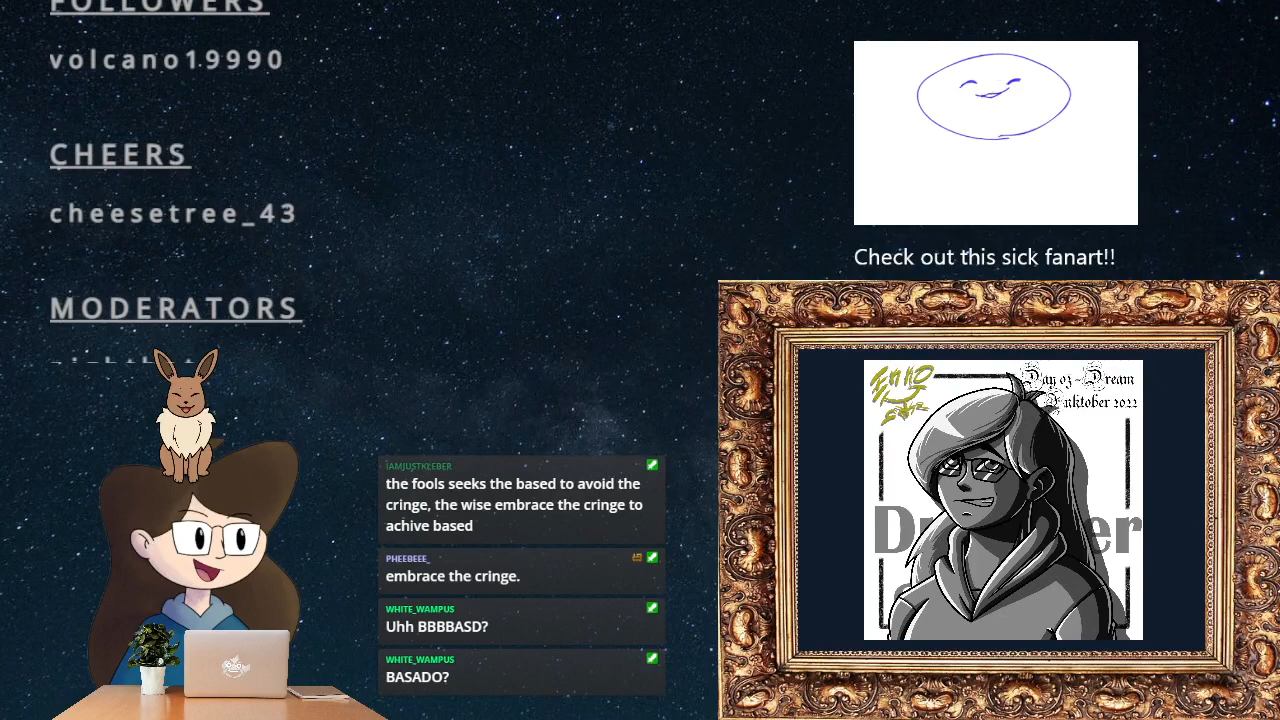 FOLLOWERS
volcano19990
CHEERS
cheesetree_43
MODERATORS
Check out this sick fanart!!
Day 03 - Dream
Inktober 2022
IAMJUSTKLEBER
the fools seeks the based to avoid the
cringe, the wise embrace the cringe to
achive based
PHEEBEEE_
embrace the cringe.
WHITE_WAMPUS
Uhh BBBBASD?
WHITE_WAMPUS
BASADO?